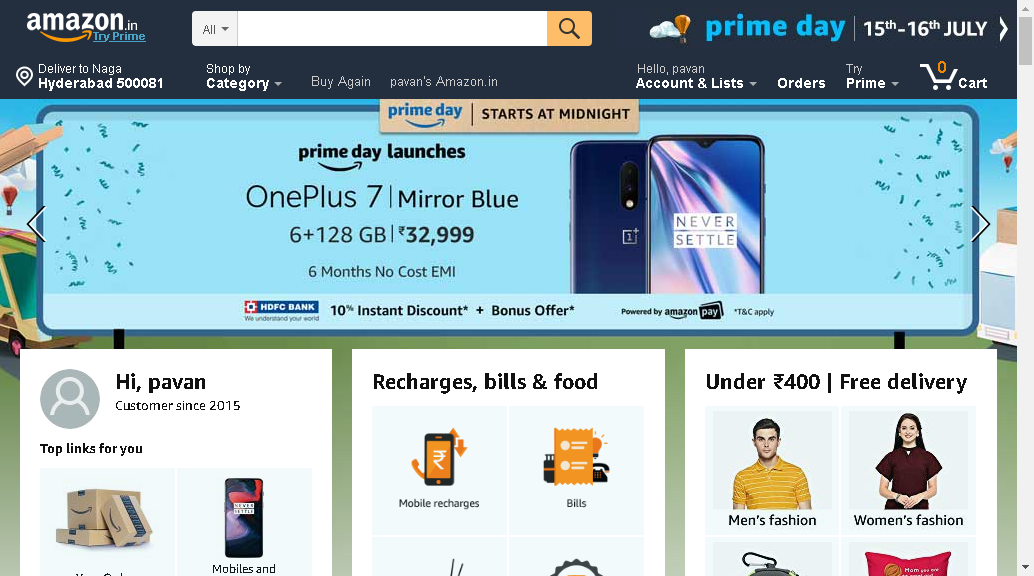 amazon.in
Try Prime
All
prime day 15th-16th JULY
Deliver to Naga
Hyderabad 500081
Shop by
Category
Buy Again
pavan's Amazon.in
Hello, pavan
Account & Lists
Orders
Try
Prime
0
Cart
prime day | STARTS AT MIDNIGHT
prime day launches
OnePlus 7 | Mirror Blue
6+128 GB | ₹32,999
6 Months No Cost EMI
NEVER
SETTLE
HDFC BANK
We understand your world
10% Instant Discount* + Bonus Offer*
Powered by amazon pay
*T&C apply
Hi, pavan
Customer since 2015
Top links for you
Mobiles and
Recharges, bills & food
Mobile recharges
Bills
Under ₹400 | Free delivery
Men's fashion
Women's fashion